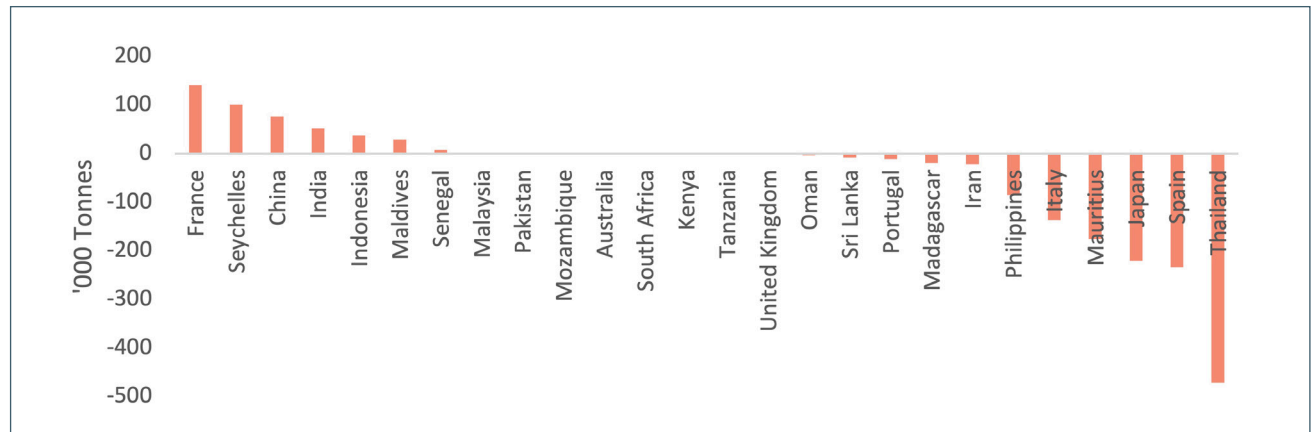 200
100
0
-100
-200
-300
-400
-500
'000 Tonnes
France
Seychelles
China
India
Indonesia
Maldives
Senegal
Malaysia
Pakistan
Mozambique
Australia
South Africa
Kenya
Tanzania
United Kingdom
Oman
Sri Lanka
Portugal
Madagascar
Iran
Philippines
Italy
Mauritius
Japan
Spain
Thailand